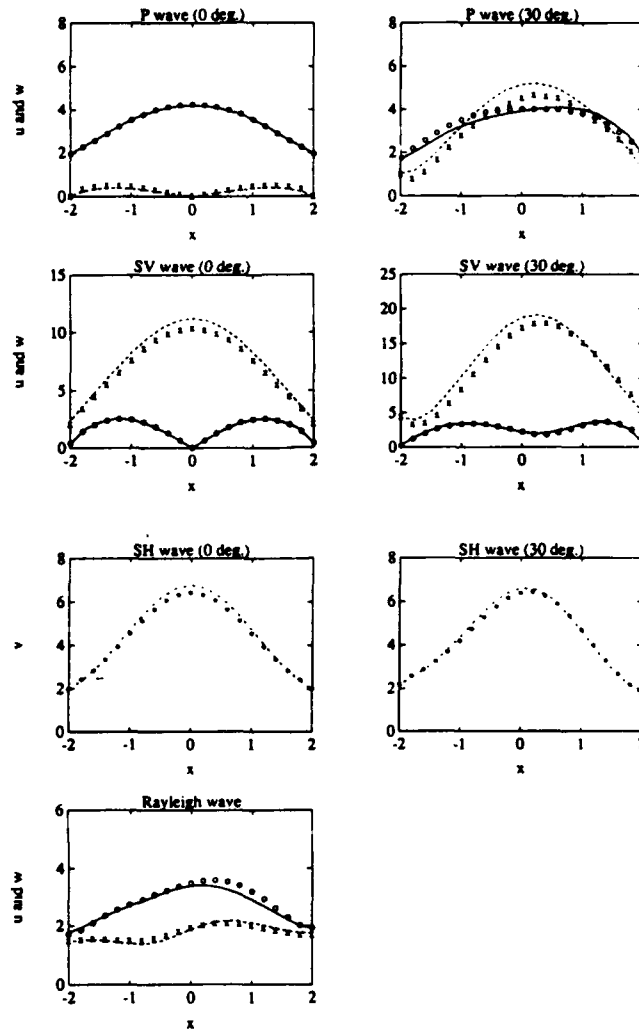 P wave (0 deg.)
8
6
4
2
0
u and w
-2 -1 0 1 2
x
P wave (30 deg.)
8
6
4
2
0
-2 -1 0 1
x
SV wave (0 deg.)
15
10
5
0
u and w
-2 -1 0 1 2
x
SV wave (30 deg.)
25
20
15
10
5
0
-2 -1 0 1
x
SH wave (0 deg.)
8
6
4
2
0
v
-2 -1 0 1 2
x
SH wave (30 deg.)
8
6
4
2
0
-2 -1 0 1
x
Rayleigh wave
6
4
2
0
u and w
-2 -1 0 1 2
x